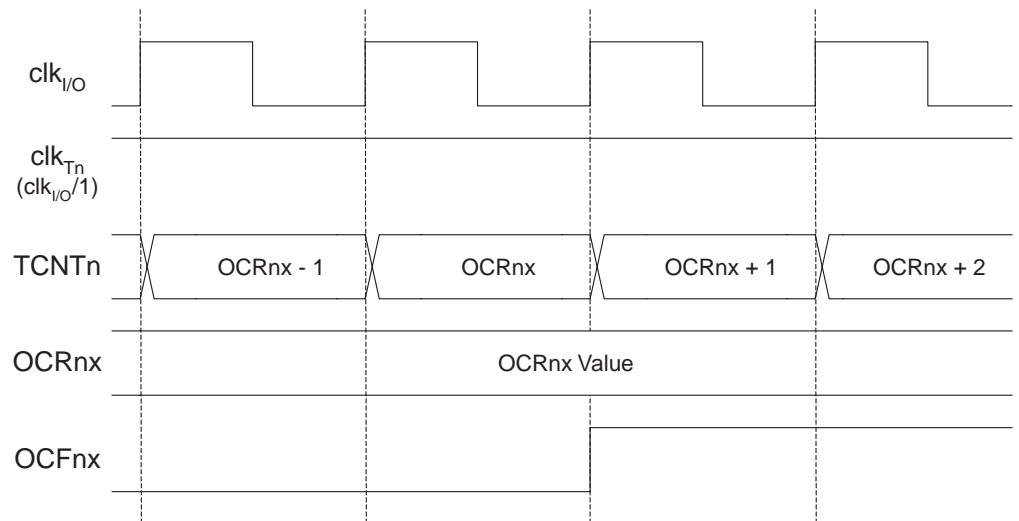 clkI/O
clkTn
(clkI/O/1)
TCNTn
OCRnx - 1
OCRnx
OCRnx + 1
OCRnx + 2
OCRnx
OCRnx Value
OCFnx